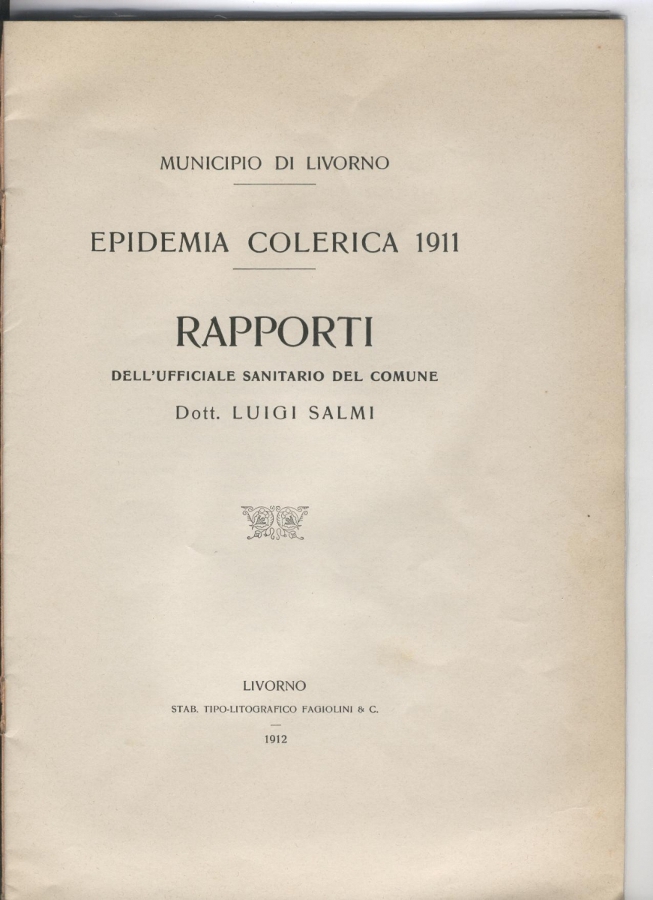 MUNICIPIO DI LIVORNO
EPIDEMIA COLERICA 1911
RAPPORTI
DELL'UFFICIALE SANITARIO DEL COMUNE
Dott. LUIGI SALMI
LIVORNO
STAB. TIPO-LITOGRAFICO FAGIOLINI & C.
1912